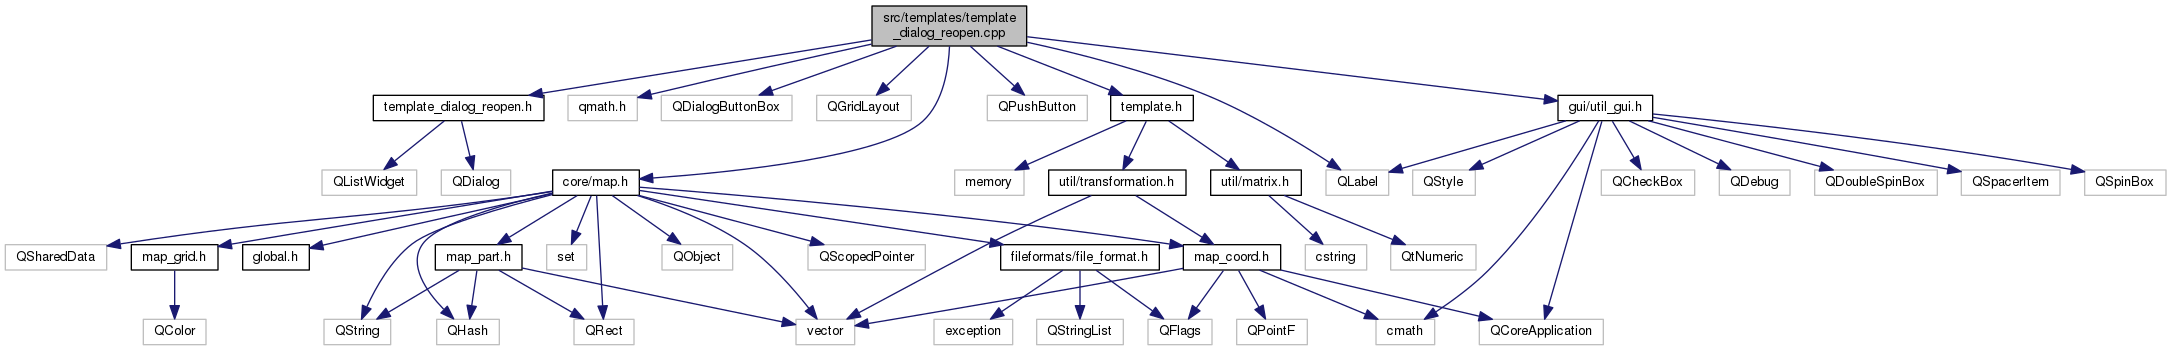 src/templates/template
_dialog_reopen.cpp
template_dialog_reopen.h
qmath.h
QDialogButtonBox
QGridLayout
QPushButton
template.h
gui/util_gui.h
QListWidget
QDialog
core/map.h
memory
util/transformation.h
util/matrix.h
QLabel
QStyle
QCheckBox
QDebug
QDoubleSpinBox
QSpacerItem
QSpinBox
QSharedData
map_grid.h
global.h
map_part.h
set
QObject
QScopedPointer
fileformats/file_format.h
map_coord.h
cstring
QtNumeric
QColor
QString
QHash
QRect
vector
exception
QStringList
QFlags
QPointF
cmath
QCoreApplication